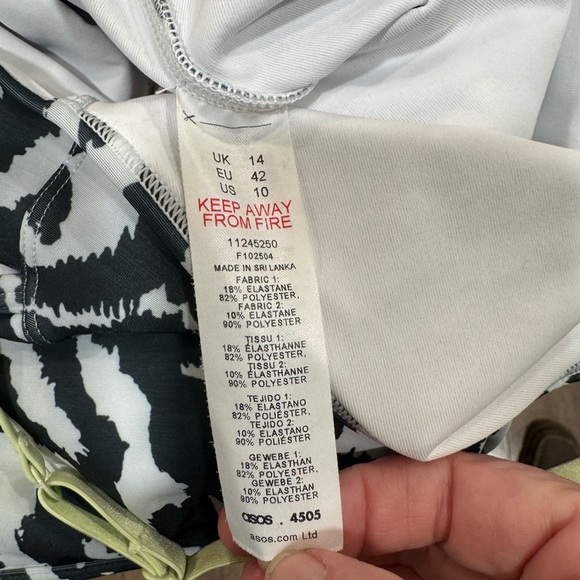 UK 14
EU 42
US 10
KEEP AWAY
FROM FIRE
11245250
F102504
MADE IN SRI LANKA
FABRIC 1:
18% ELASTANE
82% POLYESTER,
FABRIC 2:
10% ELASTANE
90% POLYESTER
TISSU 1:
18% ÉLASTHANNE
82% POLYESTER,
TISSU 2:
10% ÉLASTHANNE
90% POLYESTER
TEJIDO 1:
18% ELASTANO
82% POLIÉSTER,
TEJIDO 2:
10% ELASTANO
90% POLIÉSTER
GEWEBE 1:
18% ELASTHAN
82% POLYESTER,
GEWEBE 2:
10% ELASTHAN
90% POLYESTER
asos . 4505
asos.com Ltd